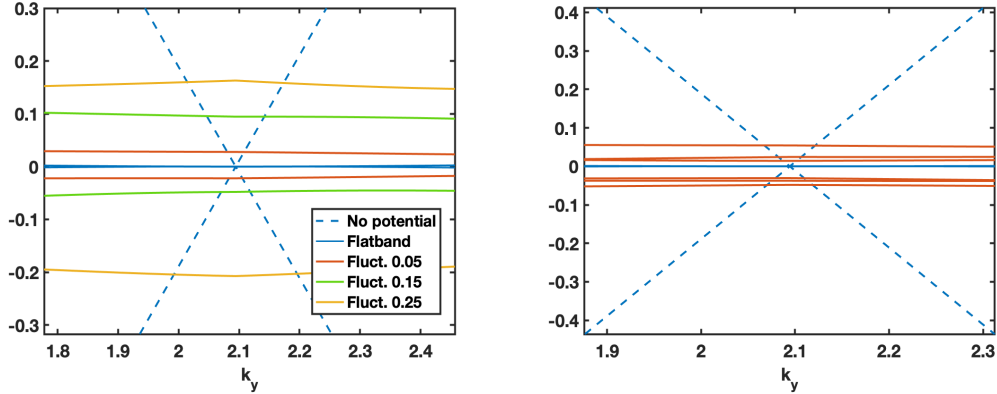 0.3
0.2
0.1
0
-0.1
-0.2
-0.3
1.8 1.9 2 2.1 2.2 2.3 2.4
k_y
No potential
Flatband
Fluct. 0.05
Fluct. 0.15
Fluct. 0.25
0.4
0.3
0.2
0.1
0
-0.1
-0.2
-0.3
-0.4
1.9 2 2.1 2.2 2.3
k_y